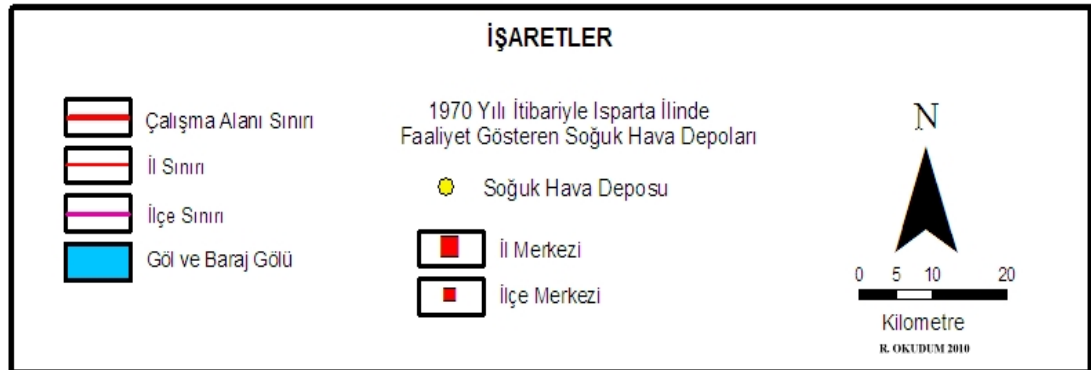 İŞARETLER
Çalışma Alanı Sınırı
İl Sınırı
İlçe Sınırı
Göl ve Baraj Gölü
1970 Yılı İtibariyle Isparta İlinde
Faaliyet Gösteren Soğuk Hava Depoları
Soğuk Hava Deposu
İl Merkezi
İlçe Merkezi
N
0 5 10 20
Kilometre
R. OKUDUM 2010